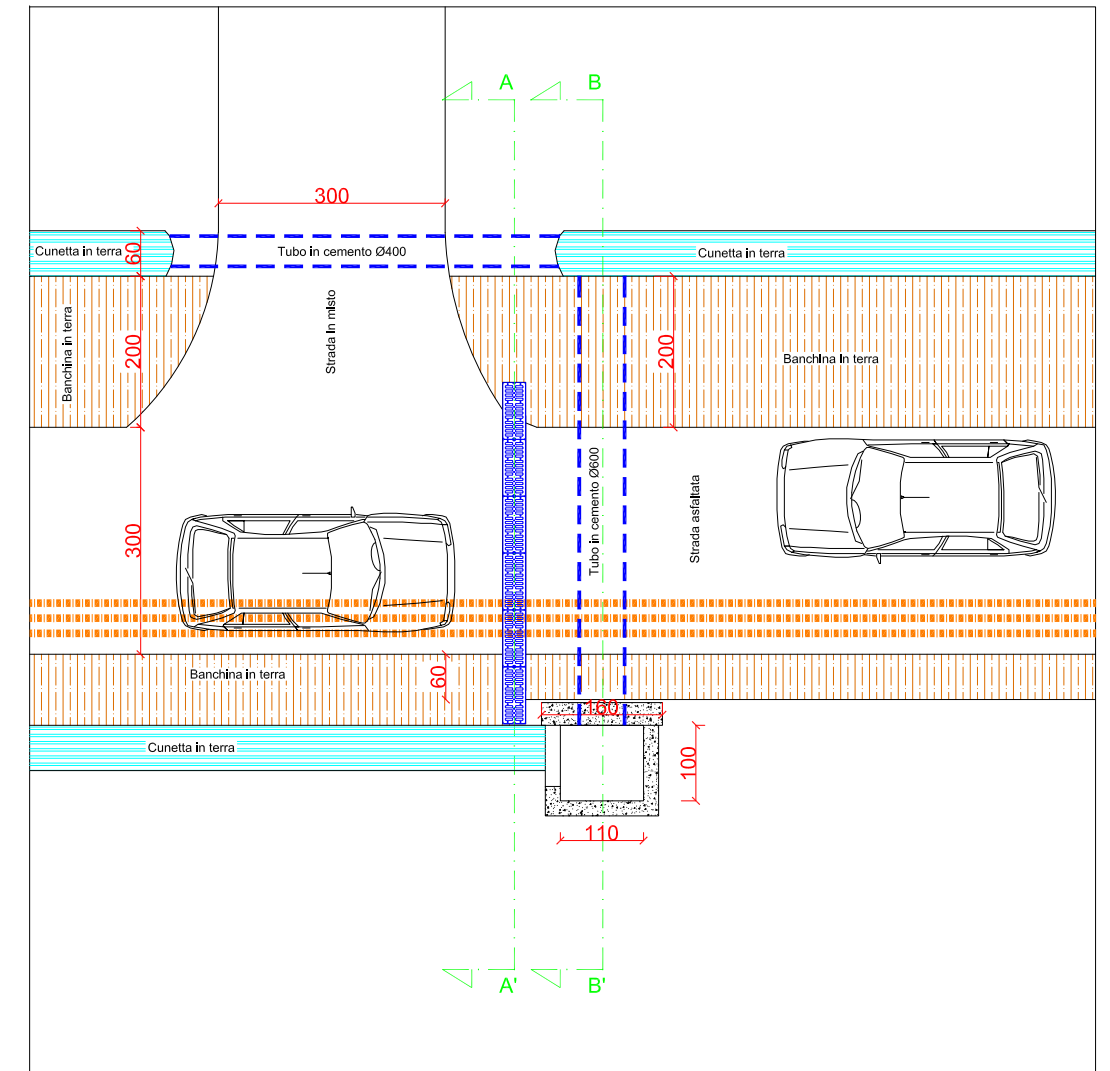 A
B
300
Cunetta in terra
60
Tubo in cemento Ø400
Cunetta in terra
Banchina in terra
200
Strada in misto
200
Banchina in terra
300
Tubo in cemento Ø600
Strada asfaltata
Banchina in terra
60
160
Cunetta in terra
100
110
A'
B'